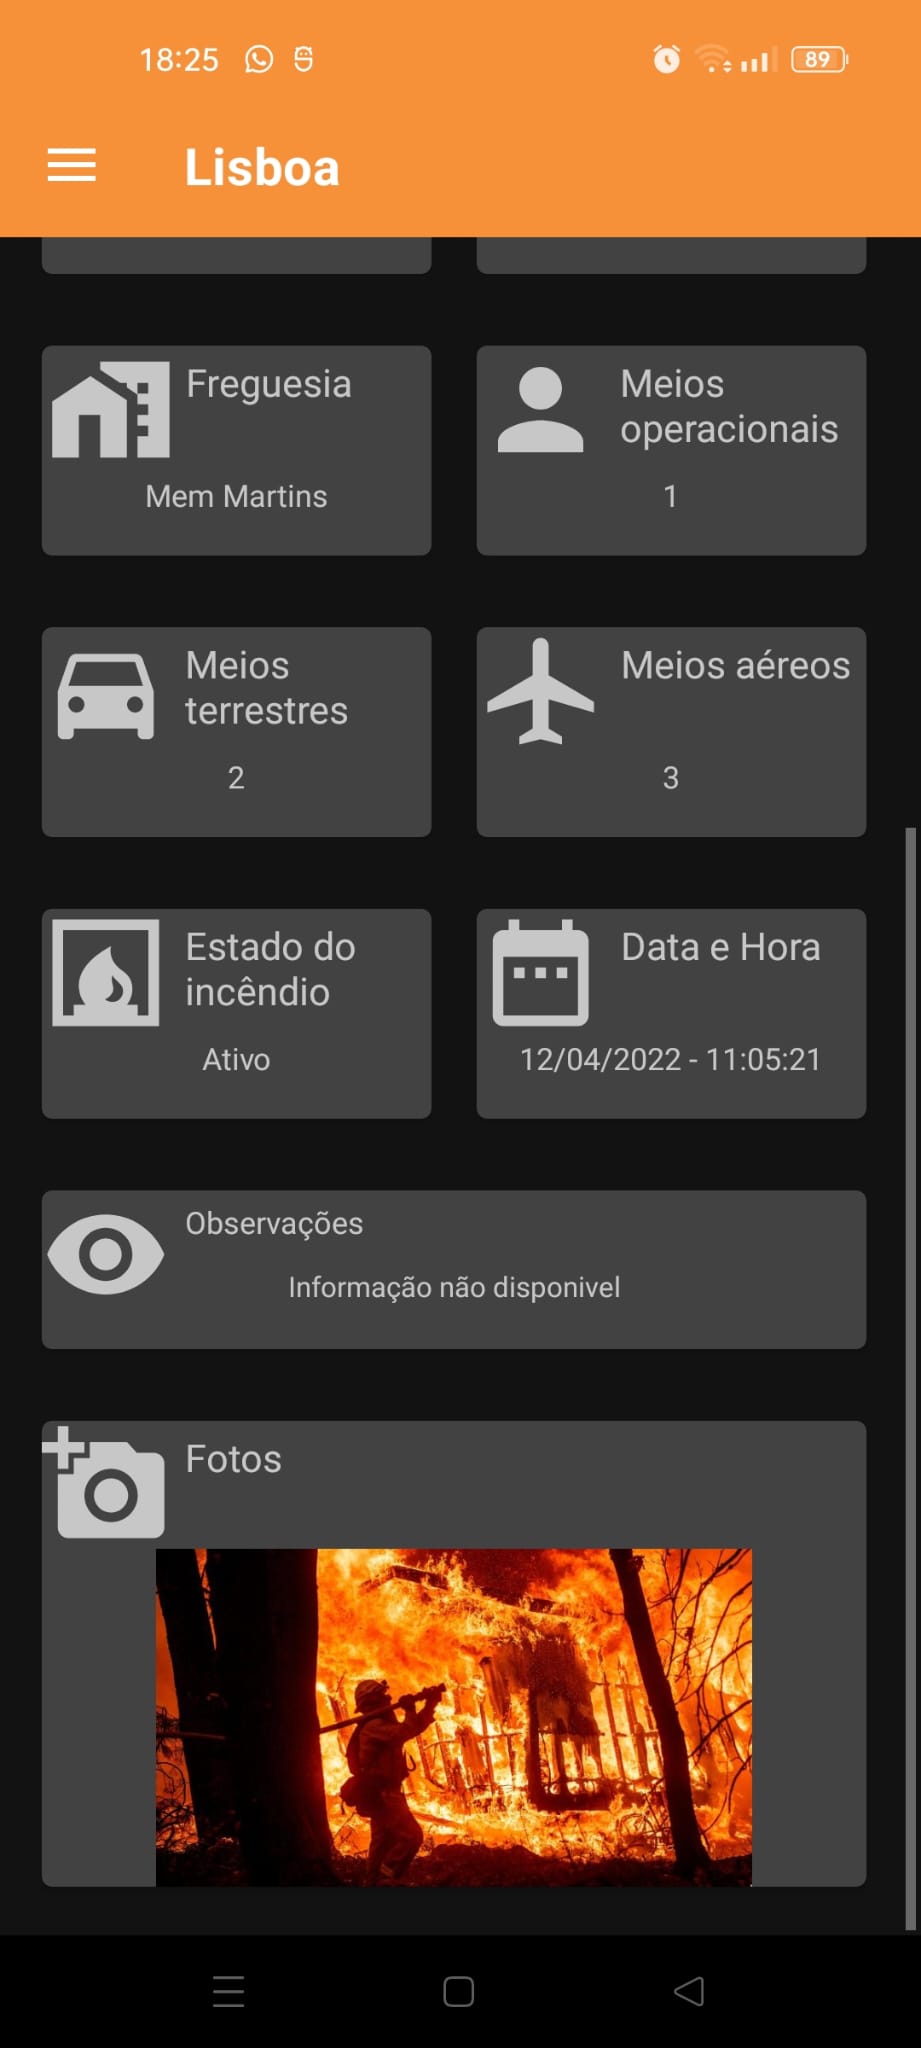 18:25
89
Lisboa
Freguesia
Mem Martins
Meios
operacionais
1
Meios
terrestres
2
Meios aéreos
3
Estado do
incêndio
Ativo
Data e Hora
12/04/2022 - 11:05:21
Observações
Informação não disponivel
Fotos